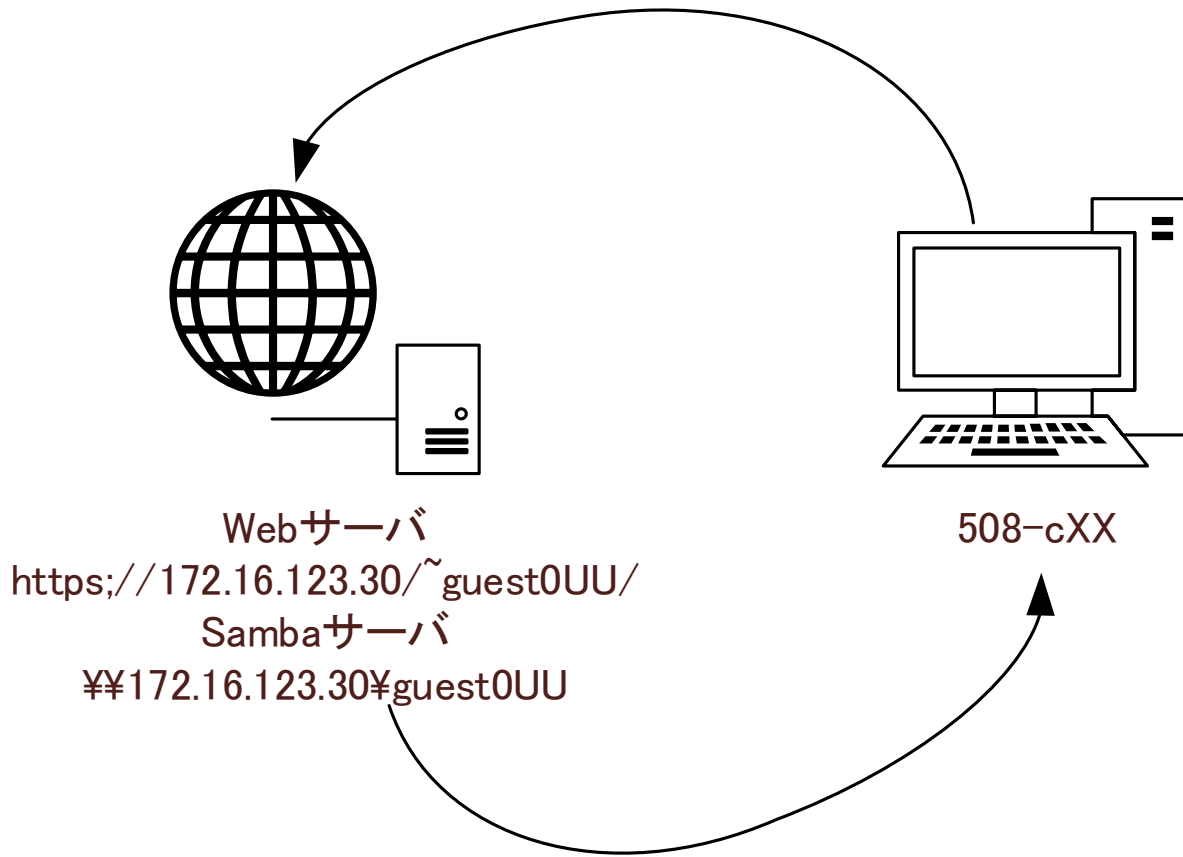 Webサーバ
https;//172.16.123.30/~guest0UU/
Sambaサーバ
¥¥172.16.123.30¥guest0UU
508-cXX